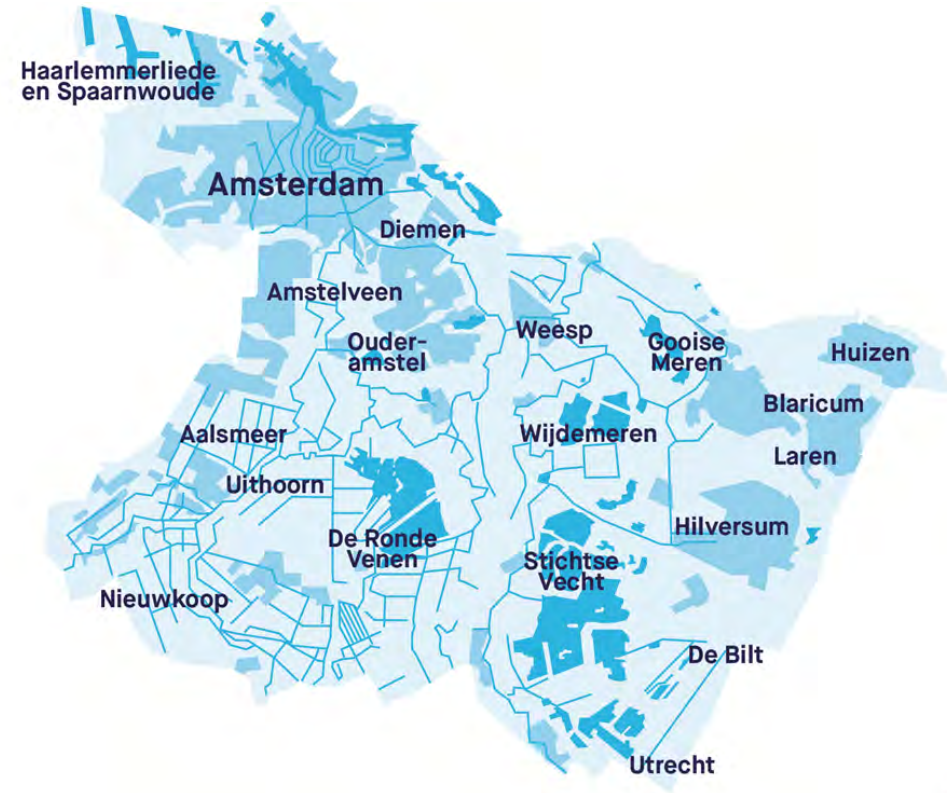 Haarlemmerliede
en Spaarnwoude
Amsterdam
Diemen
Amstelveen
Ouder-
amstel
Weesp
Gooise
Meren
Huizen
Blaricum
Aalsmeer
Wijdemeren
Laren
Uithoorn
De Ronde
Venen
Hilversum
Stichtse
Vecht
Nieuwkoop
De Bilt
Utrecht